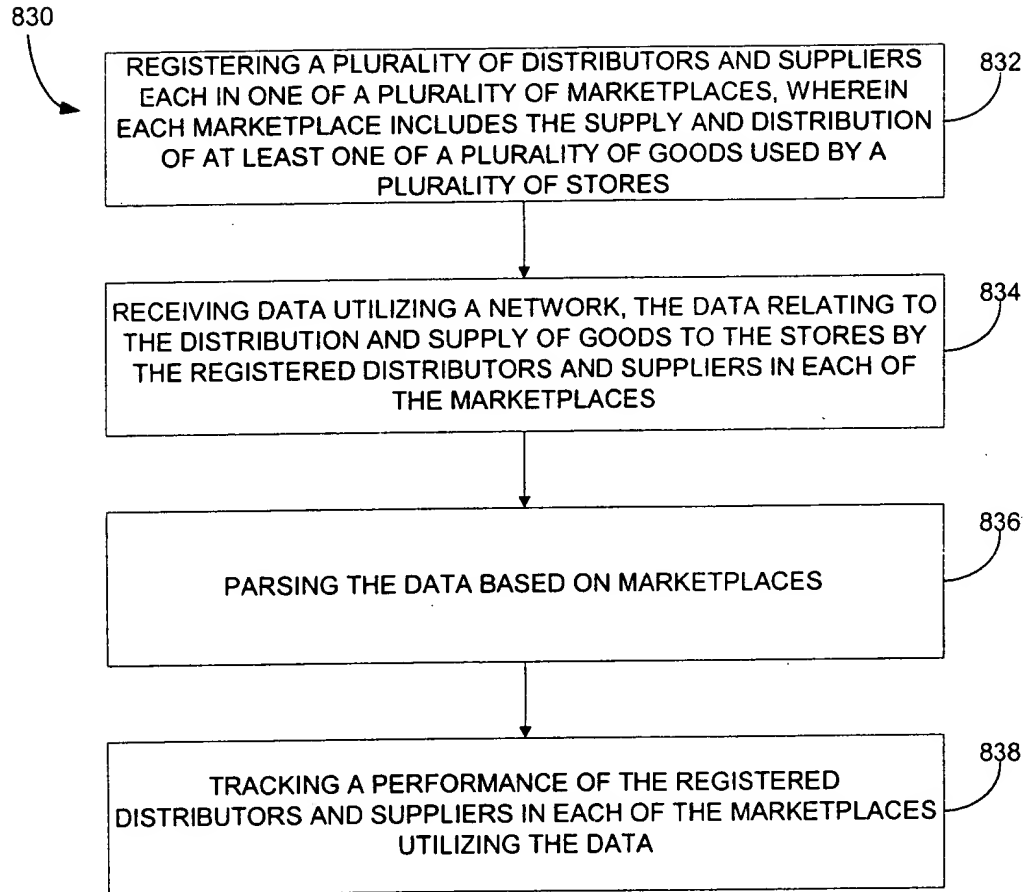 830
REGISTERING A PLURALITY OF DISTRIBUTORS AND SUPPLIERS
EACH IN ONE OF A PLURALITY OF MARKETPLACES, WHEREIN
EACH MARKETPLACE INCLUDES THE SUPPLY AND DISTRIBUTION
OF AT LEAST ONE OF A PLURALITY OF GOODS USED BY A
PLURALITY OF STORES
832
RECEIVING DATA UTILIZING A NETWORK, THE DATA RELATING TO
THE DISTRIBUTION AND SUPPLY OF GOODS TO THE STORES BY
THE REGISTERED DISTRIBUTORS AND SUPPLIERS IN EACH OF
THE MARKETPLACES
834
PARSING THE DATA BASED ON MARKETPLACES
836
TRACKING A PERFORMANCE OF THE REGISTERED
DISTRIBUTORS AND SUPPLIERS IN EACH OF THE MARKETPLACES
UTILIZING THE DATA
838